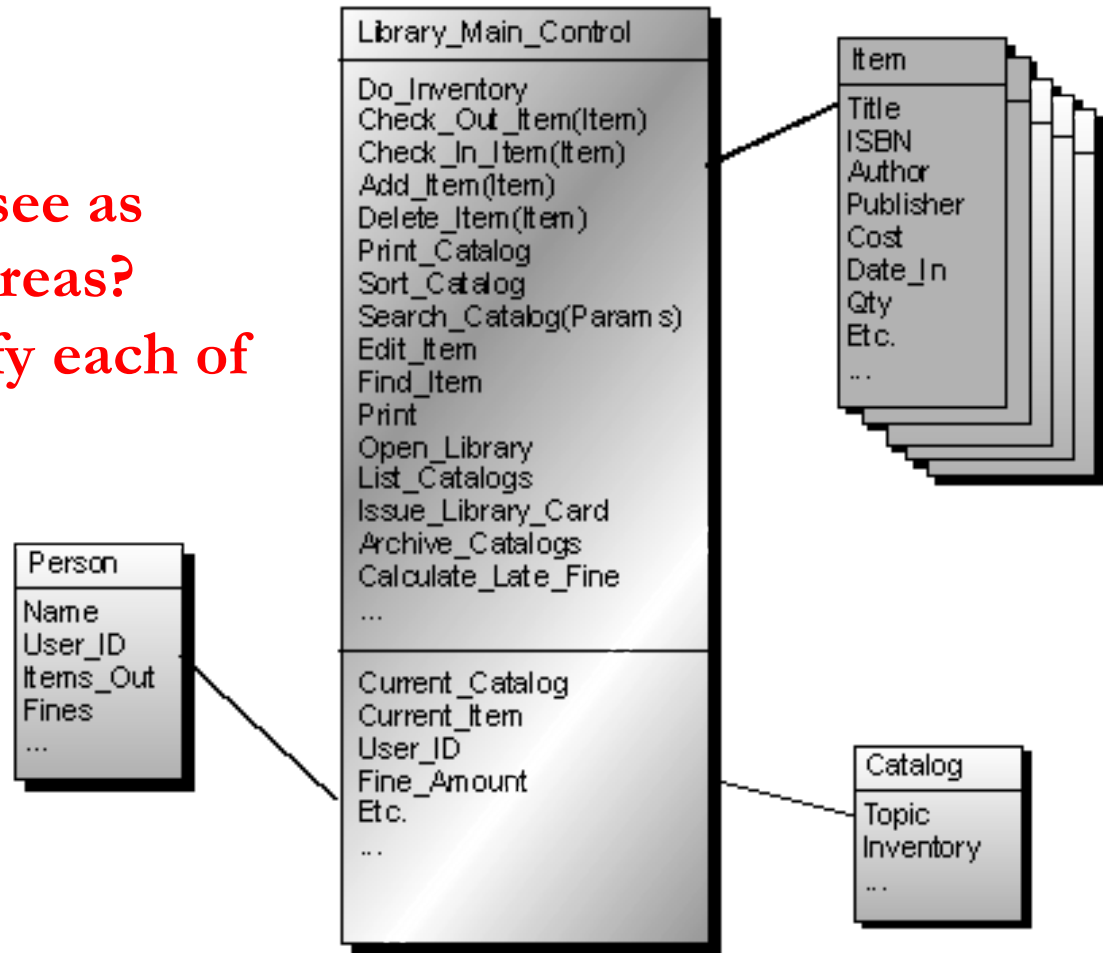 see as
reas?
fy each of
Library_Main_Control
Do_Inventory
Check_Out_Item(Item)
Check_In_Item(Item)
Add_Item(Item)
Delete_Item(Item)
Print_Catalog
Sort_Catalog
Search_Catalog(Params)
Edit_Item
Find_Item
Print
Open_Library
List_Catalogs
Issue_Library_Card
Archive_Catalogs
Calculate_Late_Fine
...
Current_Catalog
Current_Item
User_ID
Fine_Amount
Etc.
...
Item
Title
ISBN
Author
Publisher
Cost
Date_In
Qty
Etc.
...
Person
Name
User_ID
Items_Out
Fines
...
Catalog
Topic
Inventory
...